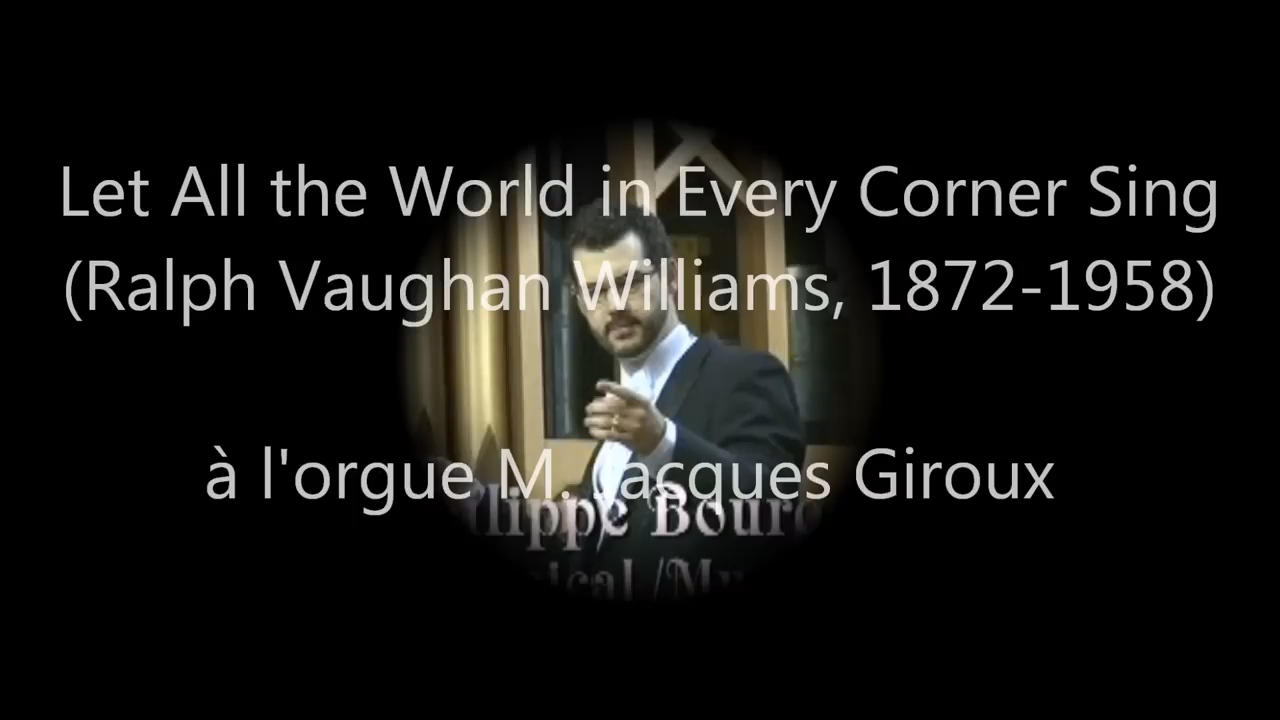 Let All the World in Every Corner Sing
(Ralph Vaughan Williams, 1872-1958)
à l'orgue M. Jacques Giroux